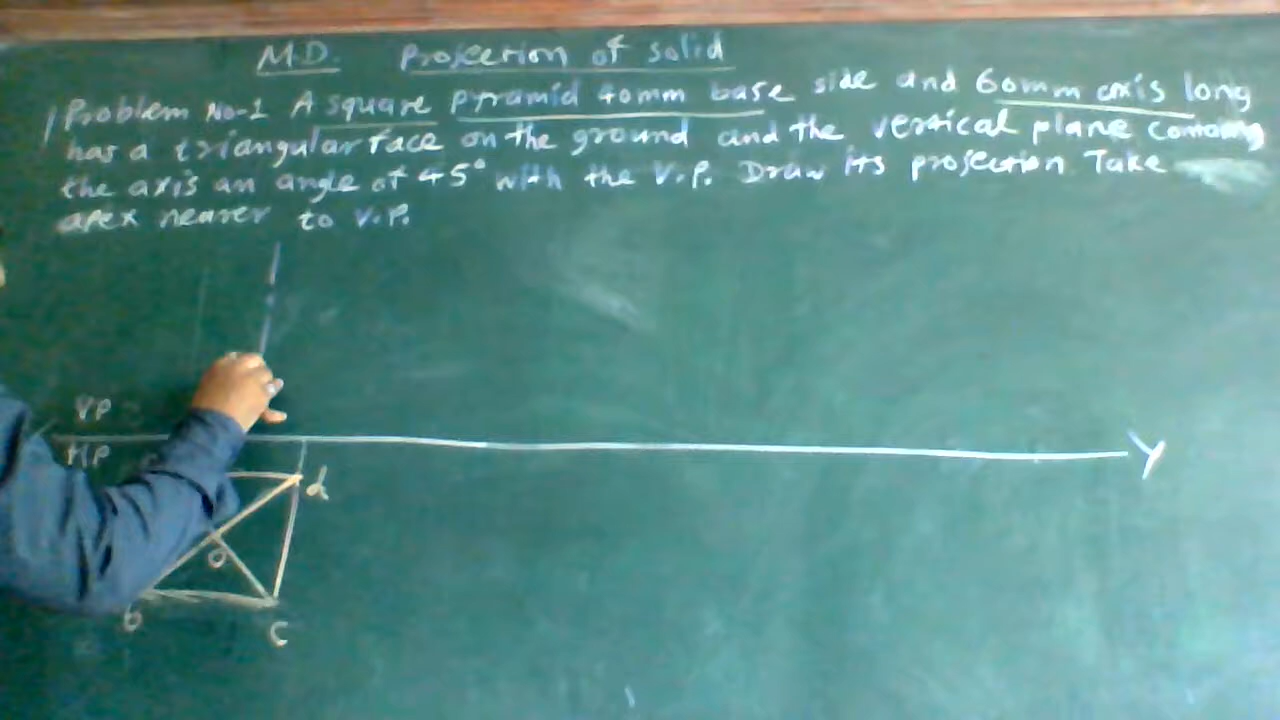 M.D. Projection of solid
Problem No-1 A square pyramid 40mm base side and 60mm axis long
has a triangular face on the ground and the vertical plane containing
the axis an angle of 45° with the V.P. Draw its projection Take
apex nearer to V.P.
VP
HP
Y
d
o
b
c